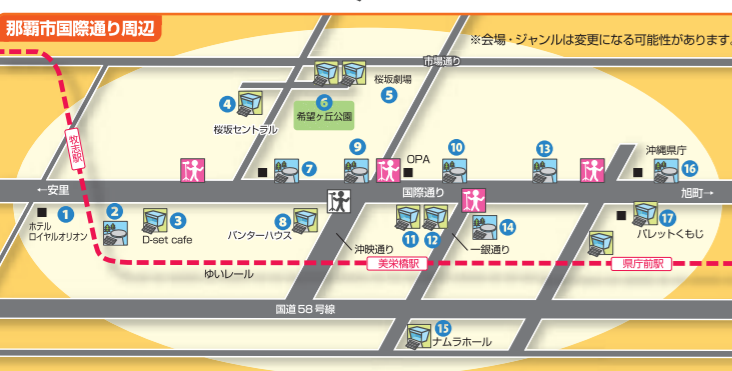 那覇市国際通り周辺
※会場・ジャンルは変更になる可能性があります。
市場通り
桜坂劇場
5
6
希望ヶ丘公園
4
桜坂セントラル
牧志駅
7
9
OPA
10
13
沖縄県庁
16
←安里
国際通り
旭町→
1
ホテル
ロイヤルオリオン
2
3
D-set cafe
8
パンターハウス
沖映通り
11
12
一銀通り
14
17
パレットくもじ
ゆいレール
美栄橋駅
県庁前駅
国道58号線
15
ナムラホール